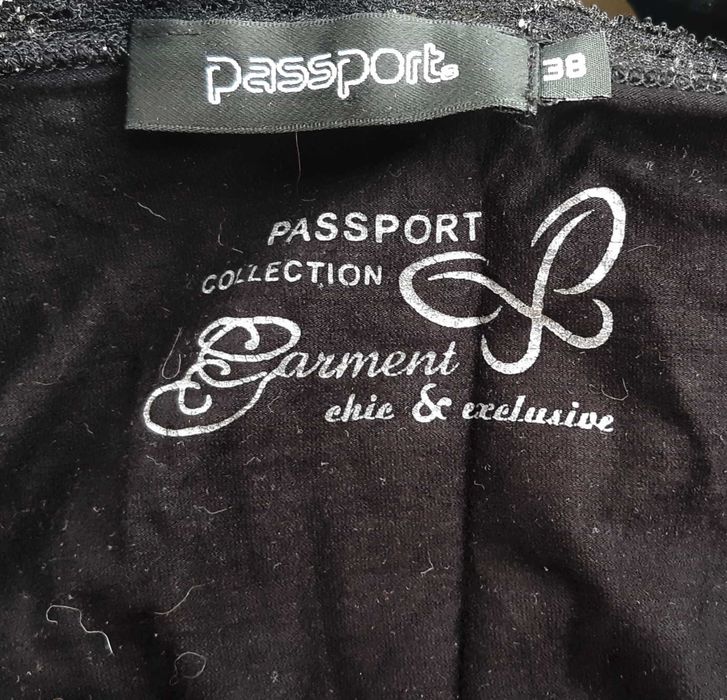 passport
38
PASSPORT
COLLECTION
Garment
chic & exclusive